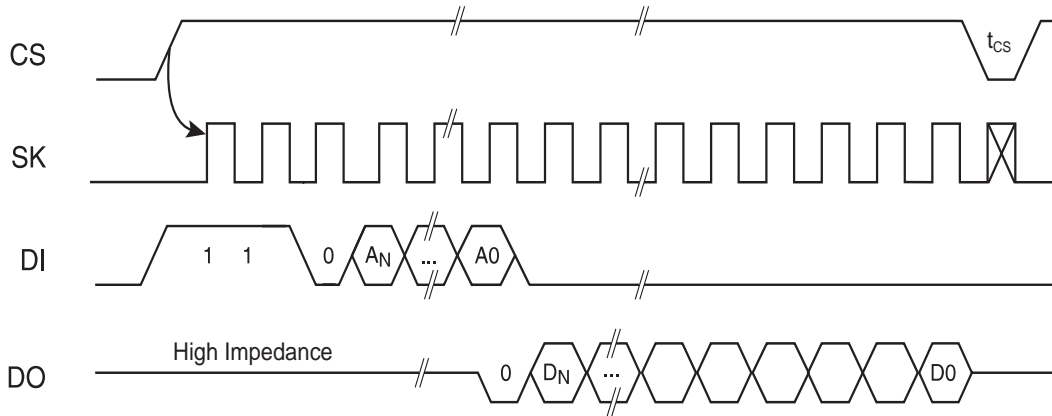 CS
tCS
SK
DI
1 1 0 AN ... A0
High Impedance
DO
0 DN ... D0